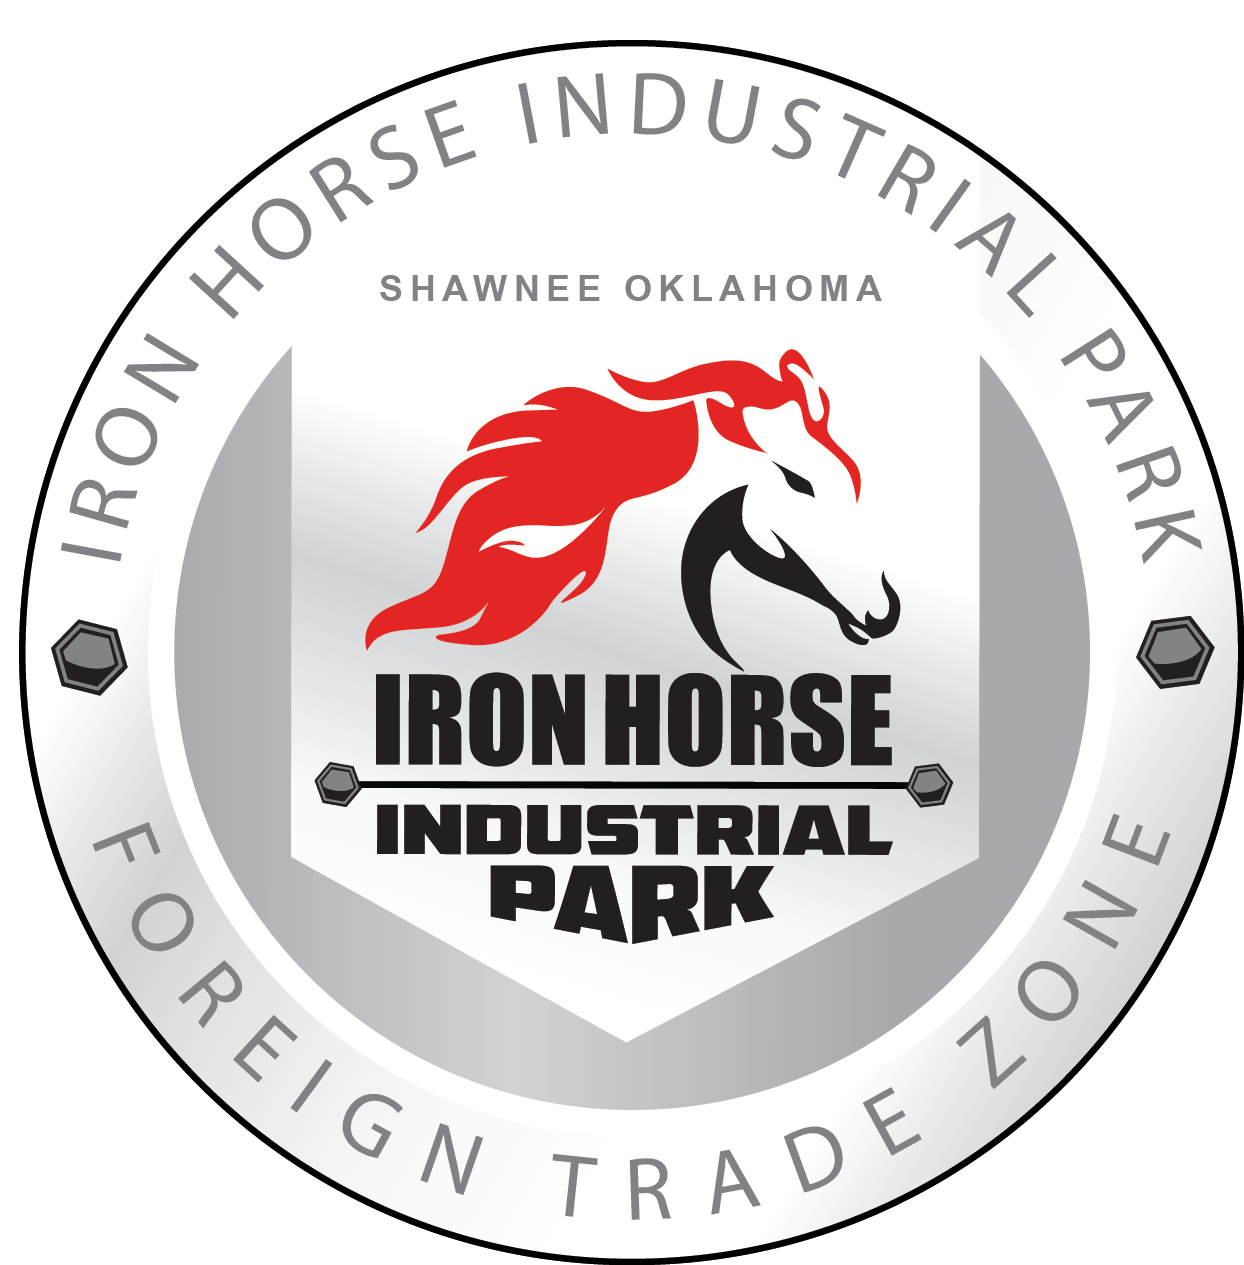 IRON HORSE INDUSTRIAL PARK
SHAWNEE OKLAHOMA
IRON HORSE
INDUSTRIAL
PARK
FOREIGN TRADE ZONE